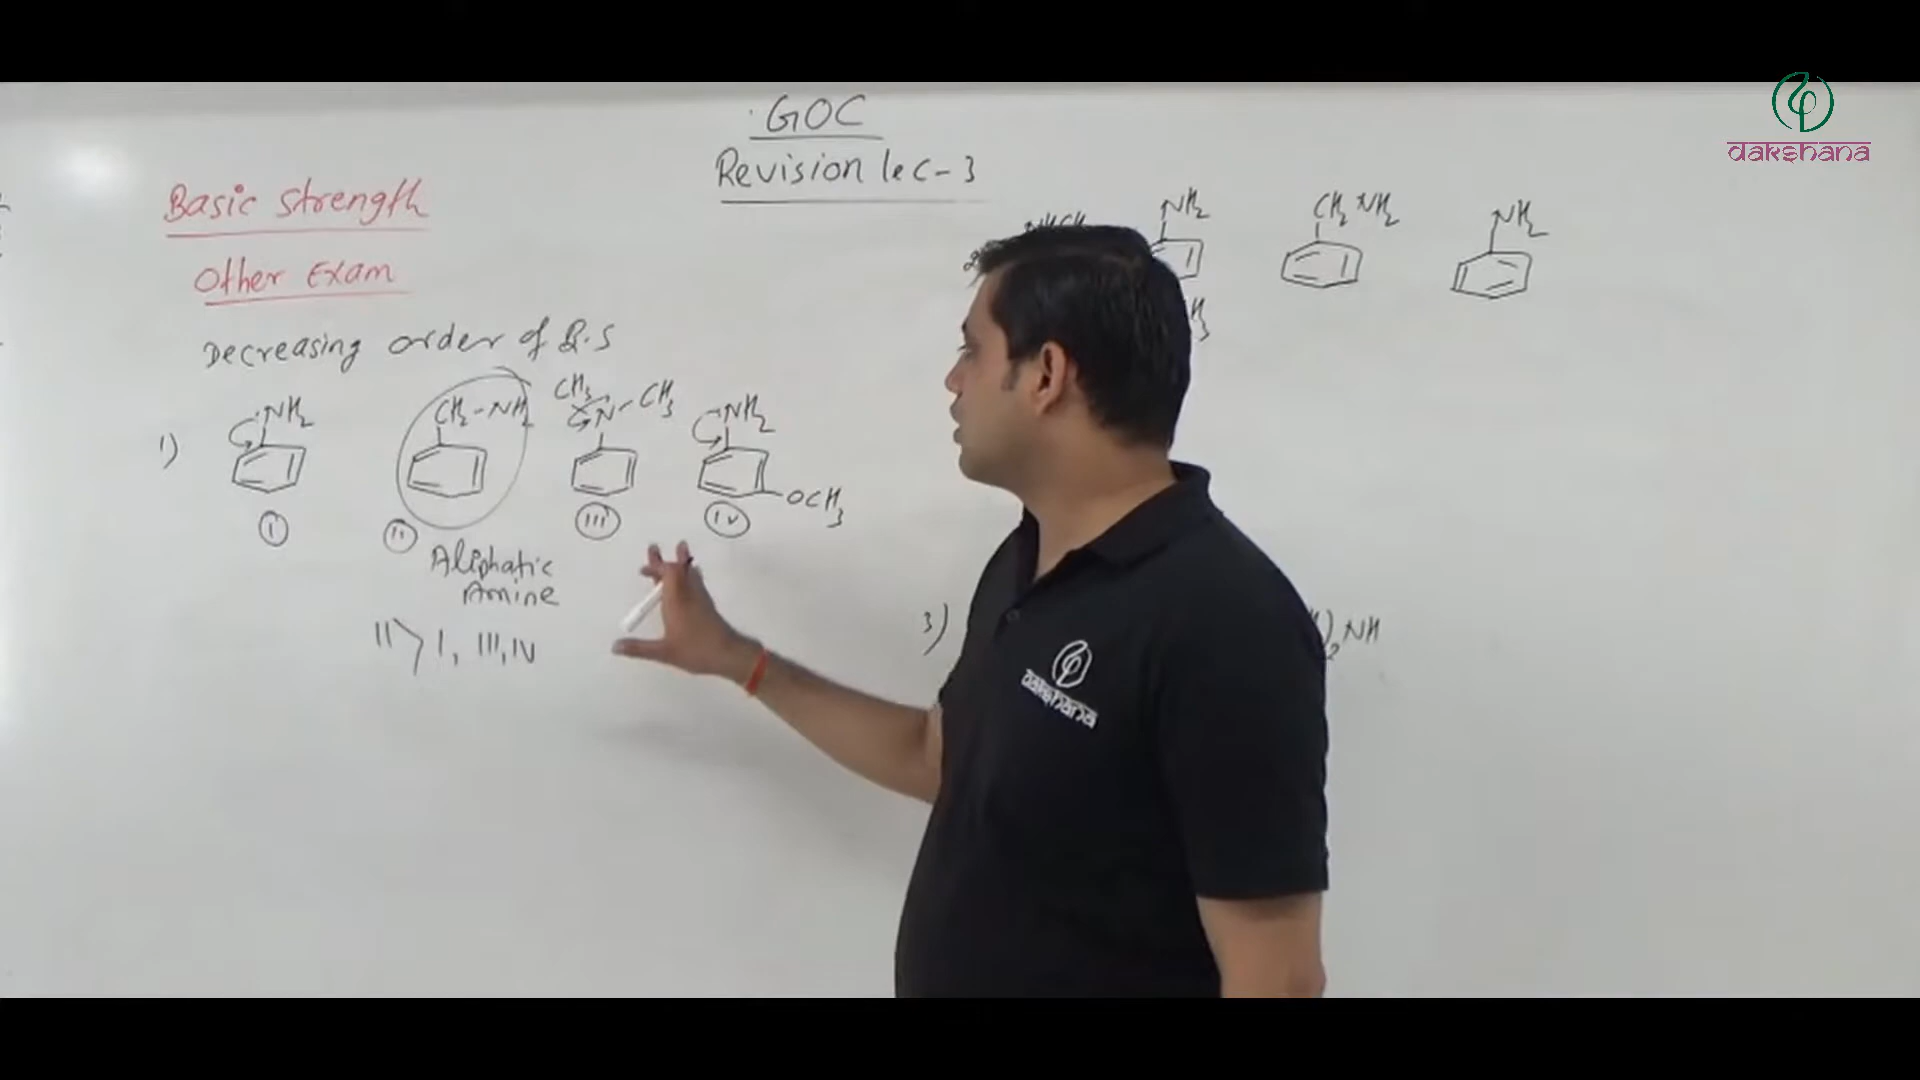 GOC
Revision lec-3
dakshana
Basic Strength
Other Exam
Decreasing order of B.S
1)
NH2
CH2-NH2
CH3
N-CH3
NH2
OCH3
I
II
III
IV
Aliphatic
Amine
II > I, III, IV
NH2
CH2NH2
NH2
3)
)2NH
dakshana